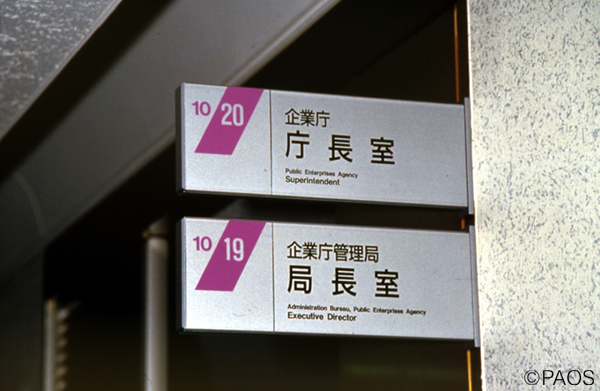 10 20
企業庁
庁長室
Public Enterprises Agency
Superintendent
10 19
企業庁管理局
局長室
Administration Bureau, Public Enterprises Agency
Executive Director
©PAOS